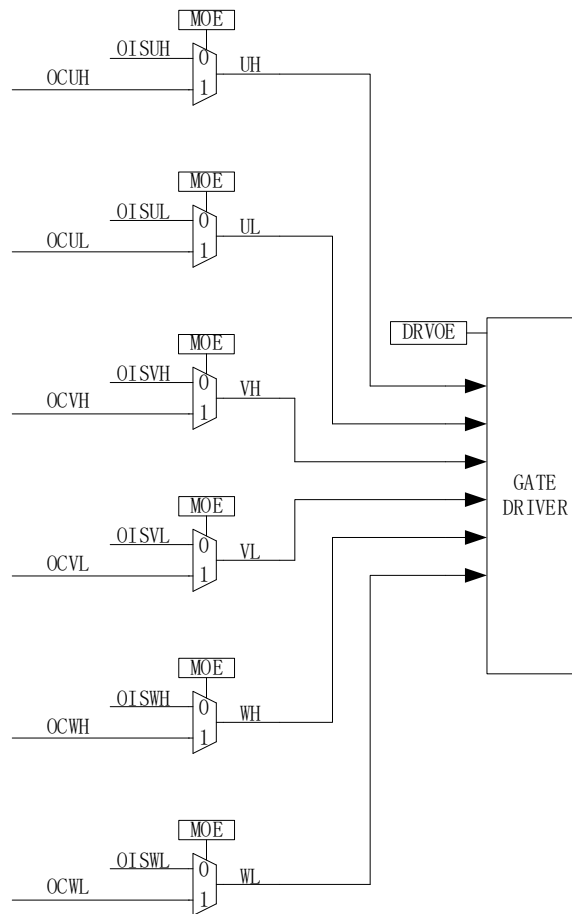 MOE
OISUH
0
UH
OCUH
1
MOE
OISUL
0
UL
OCUL
1
DRVOE
MOE
OISVH
0
VH
OCVH
1
GATE
DRIVER
MOE
OISVL
0
VL
OCVL
1
MOE
OISWH
0
WH
OCWH
1
MOE
OISWL
0
WL
OCWL
1